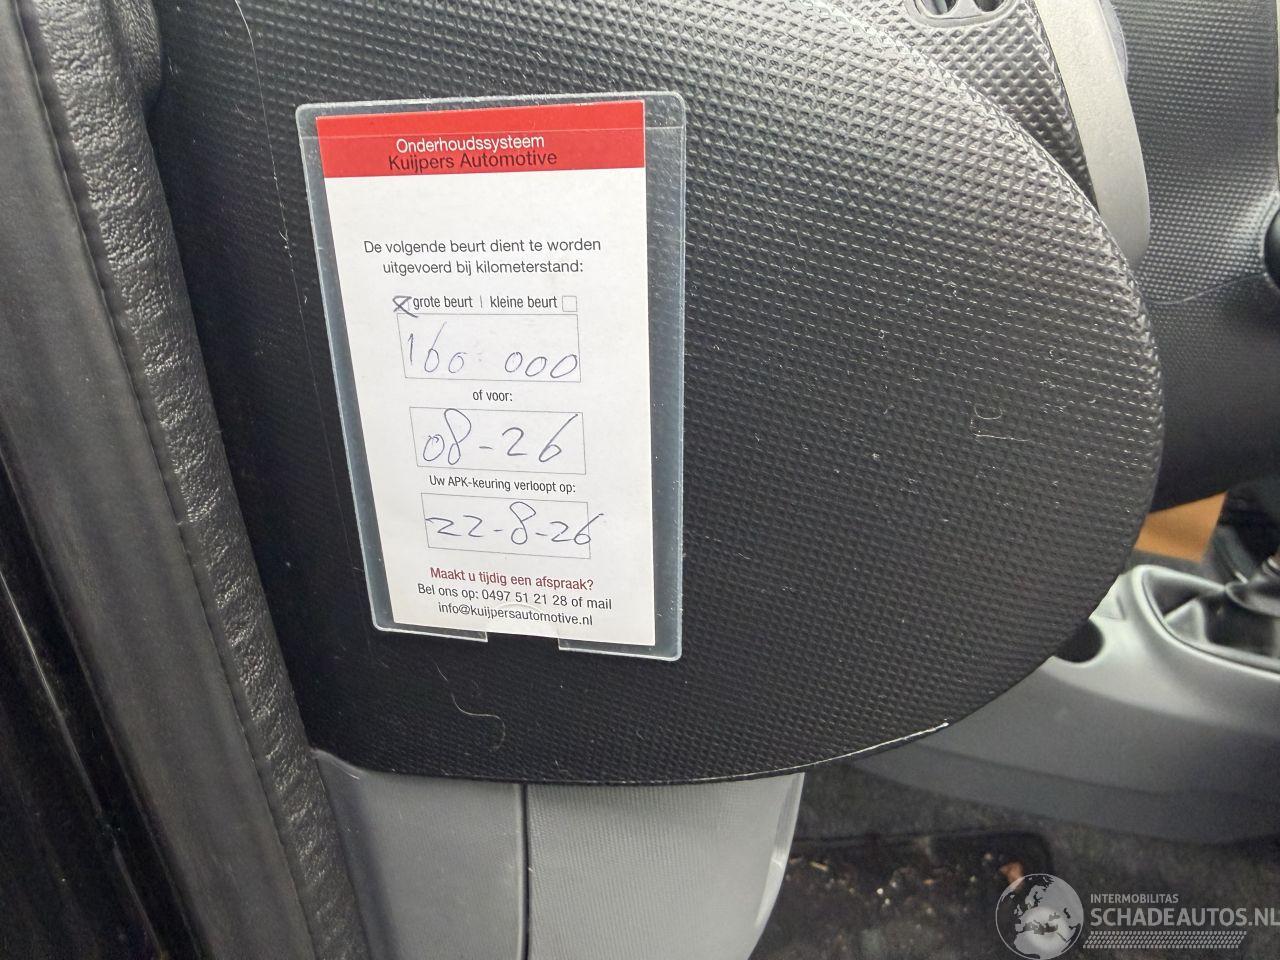 Onderhoudssysteem
Kuijpers Automotive
De volgende beurt dient te worden
uitgevoerd bij kilometerstand:
grote beurt | kleine beurt
160 000
of voor:
08-26
Uw APK-keuring verloopt op:
22-8-26
Maakt u tijdig een afspraak?
Bel ons op: 0497 51 21 28 of mail
info@kuijpersautomotive.nl
INTERMOBILITAS
SCHADEAUTOS.NL